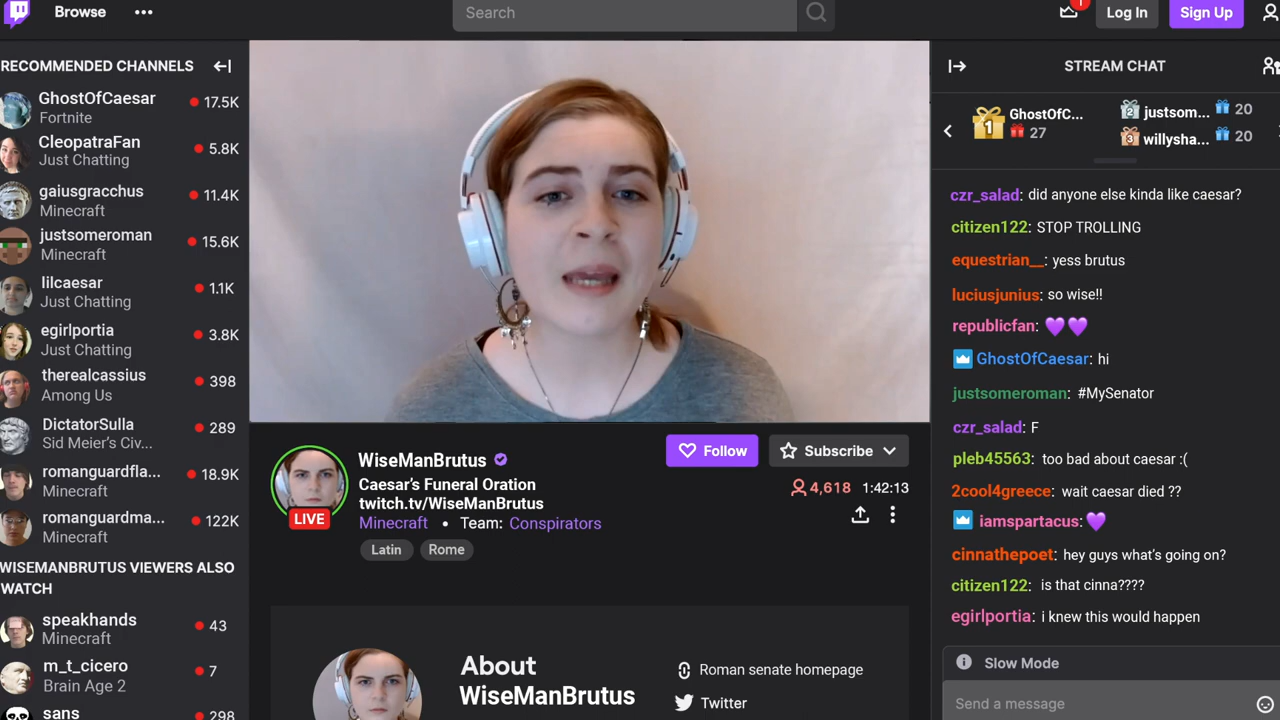 Browse
Search
1
Log In
Sign Up
RECOMMENDED CHANNELS
GhostOfCaesar
17.5K
Fortnite
CleopatraFan
5.8K
Just Chatting
gaiusgracchus
11.4K
Minecraft
justsomeroman
15.6K
Minecraft
lilcaesar
1.1K
Just Chatting
egirlportia
3.8K
Just Chatting
therealcassius
398
Among Us
DictatorSulla
289
Sid Meier's Civ...
romanguardfla...
18.9K
Minecraft
romanguardma...
122K
Minecraft
WISEMANBRUTUS VIEWERS ALSO
WATCH
speakhands
43
Minecraft
m_t_cicero
7
Brain Age 2
sans
298
WiseManBrutus
Caesar's Funeral Oration
twitch.tv/WiseManBrutus
Minecraft • Team: Conspirators
Latin
Rome
LIVE
Follow
Subscribe
4,618
1:42:13
About
WiseManBrutus
Roman senate homepage
Twitter
STREAM CHAT
1
GhostOfC...
27
2
justsom...
20
3
willysha...
20
czr_salad: did anyone else kinda like caesar?
citizen122: STOP TROLLING
equestrian__: yess brutus
luciusjunius: so wise!!
republicfan: 💜💜
GhostOfCaesar: hi
justsomeroman: #MySenator
czr_salad: F
pleb45563: too bad about caesar :(
2cool4greece: wait caesar died ??
iamspartacus: 💜
cinnathepoet: hey guys what's going on?
citizen122: is that cinna????
egirlportia: i knew this would happen
Slow Mode
Send a message